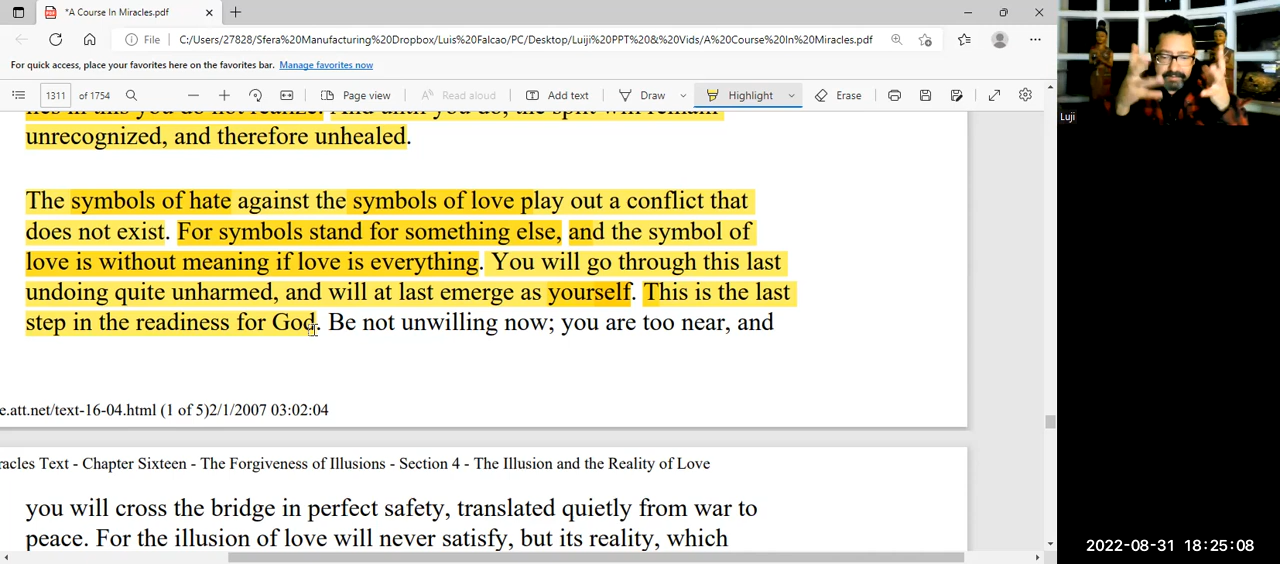 *A Course In Miracles.pdf
File C:/Users/27828/Sfera%20Manufacturing%20Dropbox/Luis%20Falcao/PC/Desktop/Luiji%20PPT%20&%20Vids/A%20Course%20In%20Miracles.pdf
For quick access, place your favorites here on the favorites bar. Manage favorites now
1311 of 1754 Page view Read aloud Add text Draw Highlight Erase
Luji
unrecognized, and therefore unhealed.
The symbols of hate against the symbols of love play out a conflict that
does not exist. For symbols stand for something else, and the symbol of
love is without meaning if love is everything. You will go through this last
undoing quite unharmed, and will at last emerge as yourself. This is the last
step in the readiness for God. Be not unwilling now; you are too near, and
e.att.net/text-16-04.html (1 of 5)2/1/2007 03:02:04
racles Text - Chapter Sixteen - The Forgiveness of Illusions - Section 4 - The Illusion and the Reality of Love
you will cross the bridge in perfect safety, translated quietly from war to
peace. For the illusion of love will never satisfy, but its reality, which
2022-08-31 18:25:08